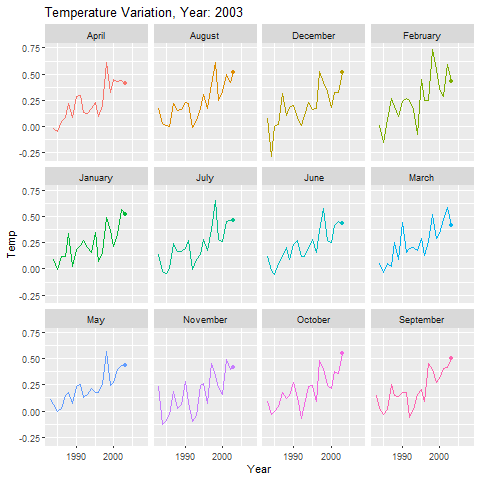 Temperature Variation, Year: 2003
April August December February
0.75
0.50
0.25
0.00
-0.25
January July June March
0.75
0.50
0.25
0.00
-0.25
Temp
May November October September
0.75
0.50
0.25
0.00
-0.25
1990 2000 1990 2000 1990 2000 1990 2000
Year